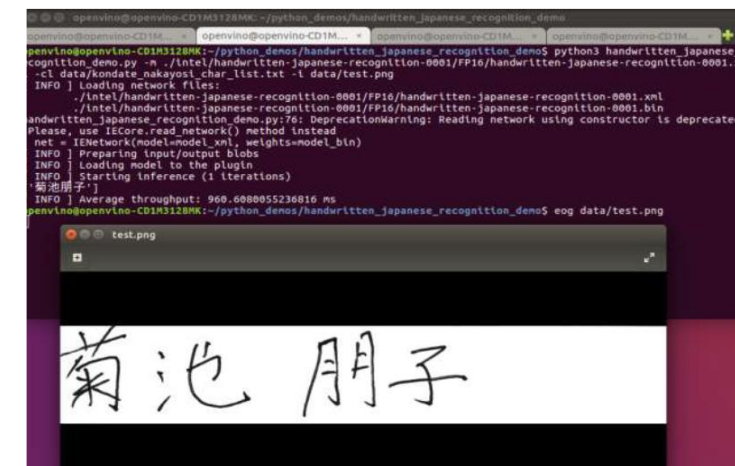 openvino@openvino-CD1M3128MK: ~/python_demos/handwritten_japanese_recognition_demo
openvino@openvino-CD1M... × openvino@openvino-CD1M... × openvino@openvino-CD1M... × openvino@openvino-CD1M... ×
penvino@openvino-CD1M3128MK:~/python_demos/handwritten_japanese_recognition_demo$ python3 handwritten_japanese_
cognition_demo.py -m ./intel/handwritten-japanese-recognition-0001/FP16/handwritten-japanese-recognition-0001.
-cl data/kondate_nakayosi_char_list.txt -i data/test.png
INFO ] Loading network files:
./intel/handwritten-japanese-recognition-0001/FP16/handwritten-japanese-recognition-0001.xml
./intel/handwritten-japanese-recognition-0001/FP16/handwritten-japanese-recognition-0001.bin
andwritten_japanese_recognition_demo.py:76: DeprecationWarning: Reading network using constructor is deprecate
Please, use IECore.read_network() method instead
net = IENetwork(model=model_xml, weights=model_bin)
INFO ] Preparing input/output blobs
INFO ] Loading model to the plugin
INFO ] Starting inference (1 iterations)
'菊池朋子']
INFO ] Average throughput: 960.6080055236816 ms
penvino@openvino-CD1M3128MK:~/python_demos/handwritten_japanese_recognition_demo$ eog data/test.png
test.png
菊池 朋子